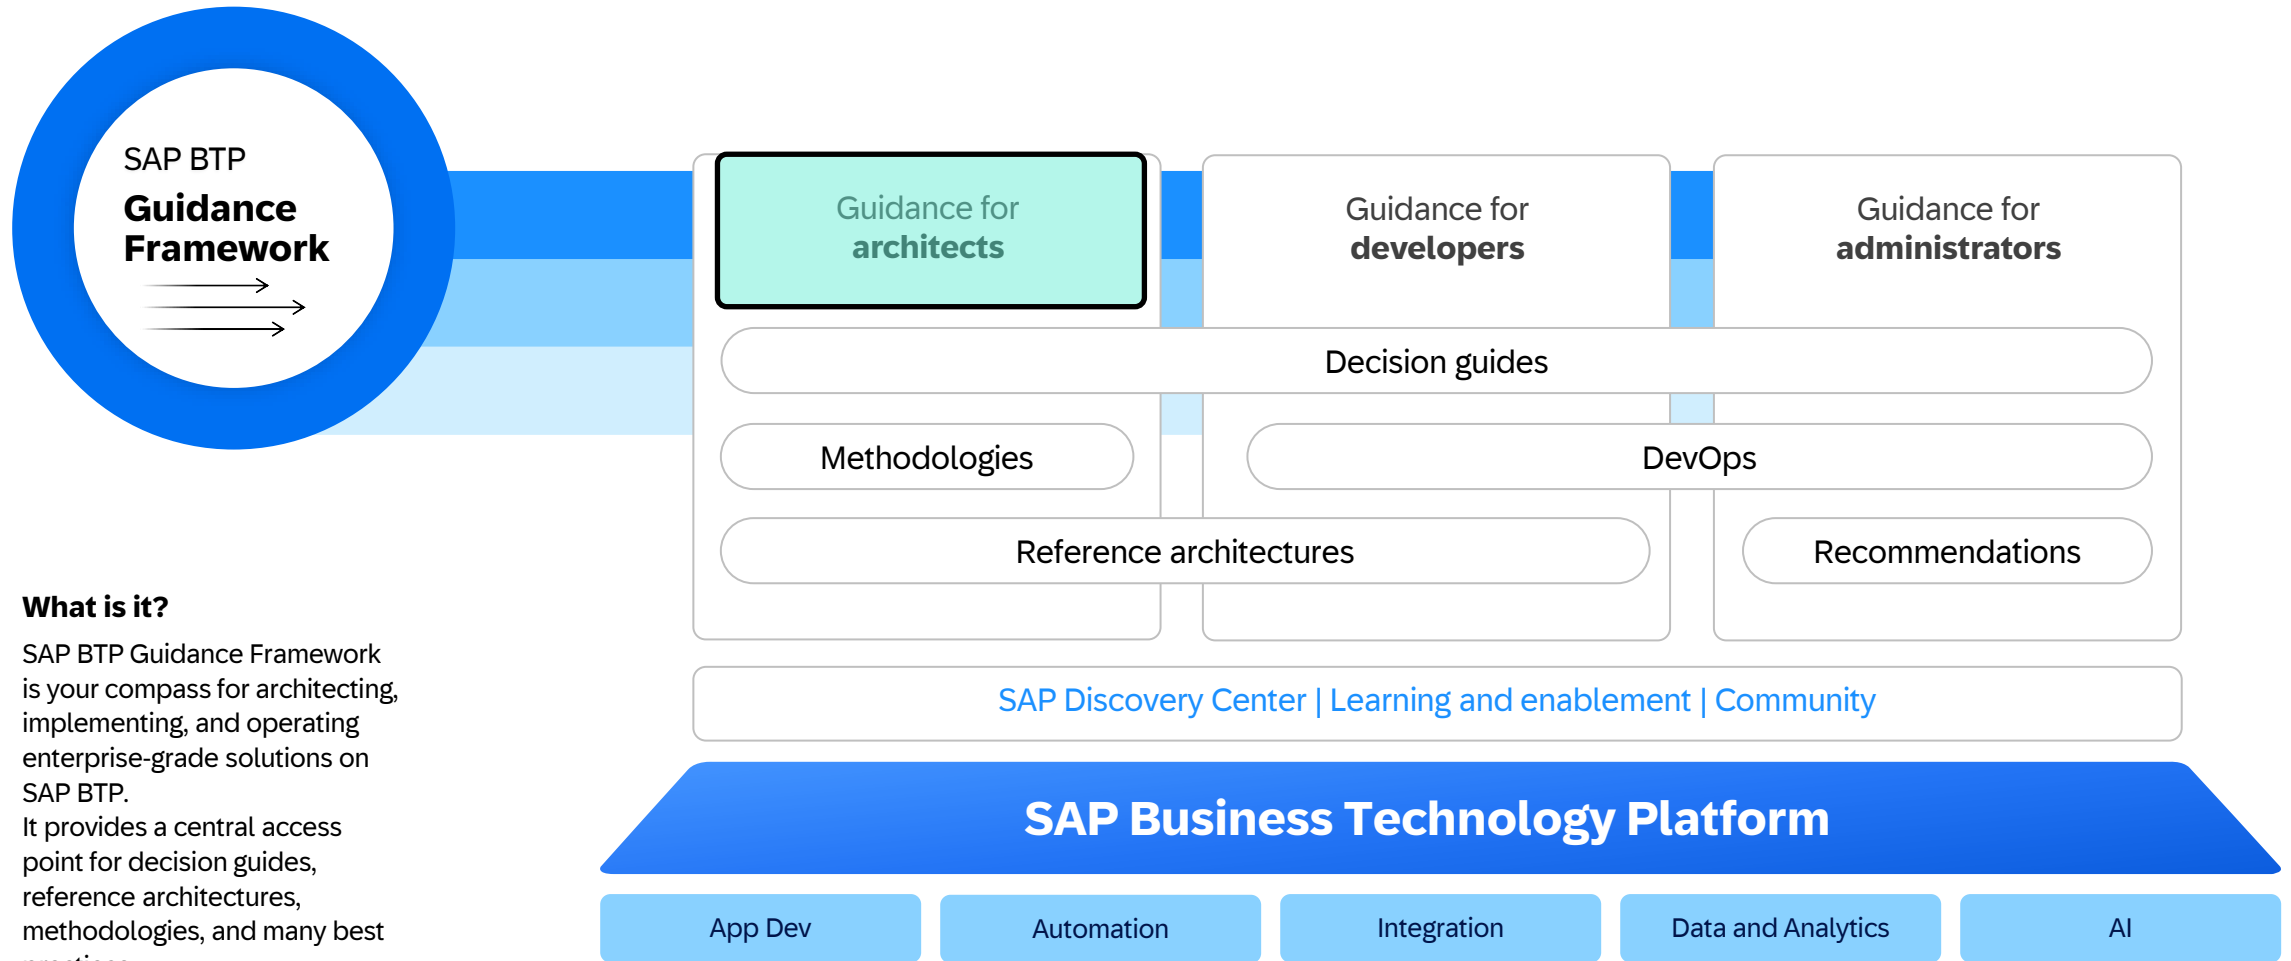 SAP BTP
Guidance
Framework
Guidance for
architects
Guidance for
developers
Guidance for
administrators
Decision guides
Methodologies
DevOps
Reference architectures
Recommendations
What is it?
SAP BTP Guidance Framework
is your compass for architecting,
implementing, and operating
enterprise-grade solutions on
SAP BTP.
It provides a central access
point for decision guides,
reference architectures,
methodologies, and many best
SAP Discovery Center | Learning and enablement | Community
SAP Business Technology Platform
App Dev
Automation
Integration
Data and Analytics
AI